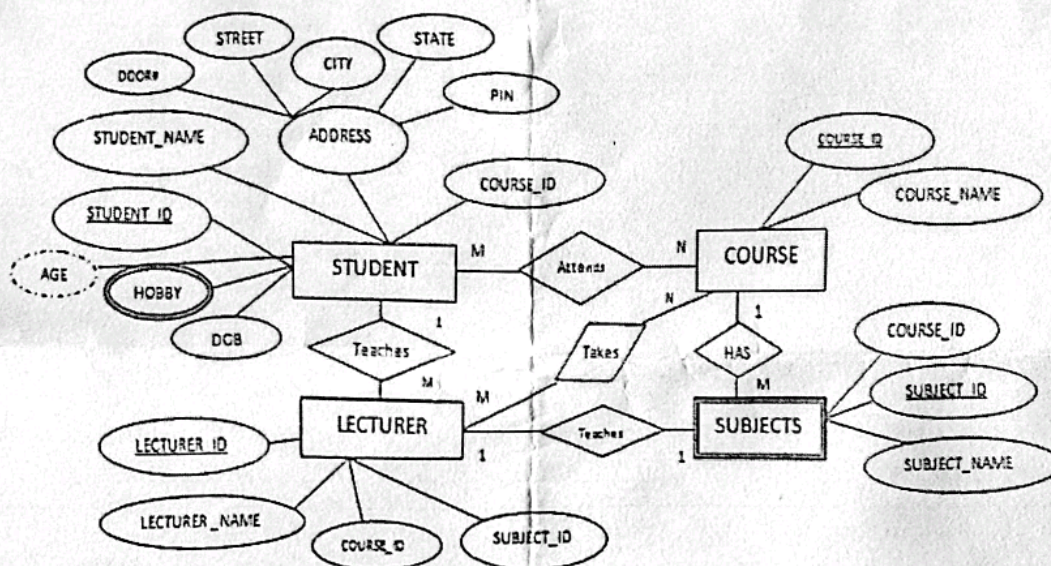 STREET
STATE
CITY
DOOR#
PIN
STUDENT_NAME
ADDRESS
COURSE_ID
COURSE_ID
COURSE_NAME
STUDENT_ID
AGE
HOBBY
DOB
STUDENT
M
Attends
N
COURSE
1
Teaches
M
N
Takes
M
1
HAS
M
COURSE_ID
SUBJECT_ID
SUBJECT_NAME
LECTURER
1
Teaches
1
SUBJECTS
LECTURER_ID
LECTURER_NAME
COURSE_ID
SUBJECT_ID